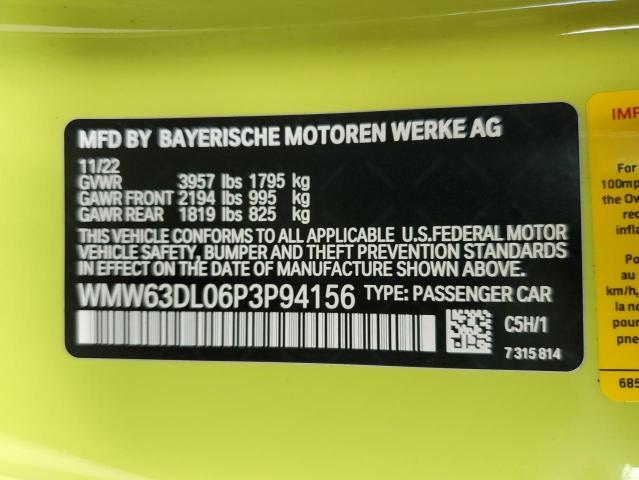 MFD BY BAYERISCHE MOTOREN WERKE AG
11/22
GVWR 3957 lbs 1795 kg
GAWR FRONT 2194 lbs 995 kg
GAWR REAR 1819 lbs 825 kg
THIS VEHICLE CONFORMS TO ALL APPLICABLE U.S.FEDERAL MOTOR
VEHICLE SAFETY, BUMPER AND THEFT PREVENTION STANDARDS
IN EFFECT ON THE DATE OF MANUFACTURE SHOWN ABOVE.
WMW63DL06P3P94156 TYPE: PASSENGER CAR
C5H/1
7 315 814
IMP
For
100mp
the Ow
rec
infla
Po
au
km/h,
la no
pour
pne
685